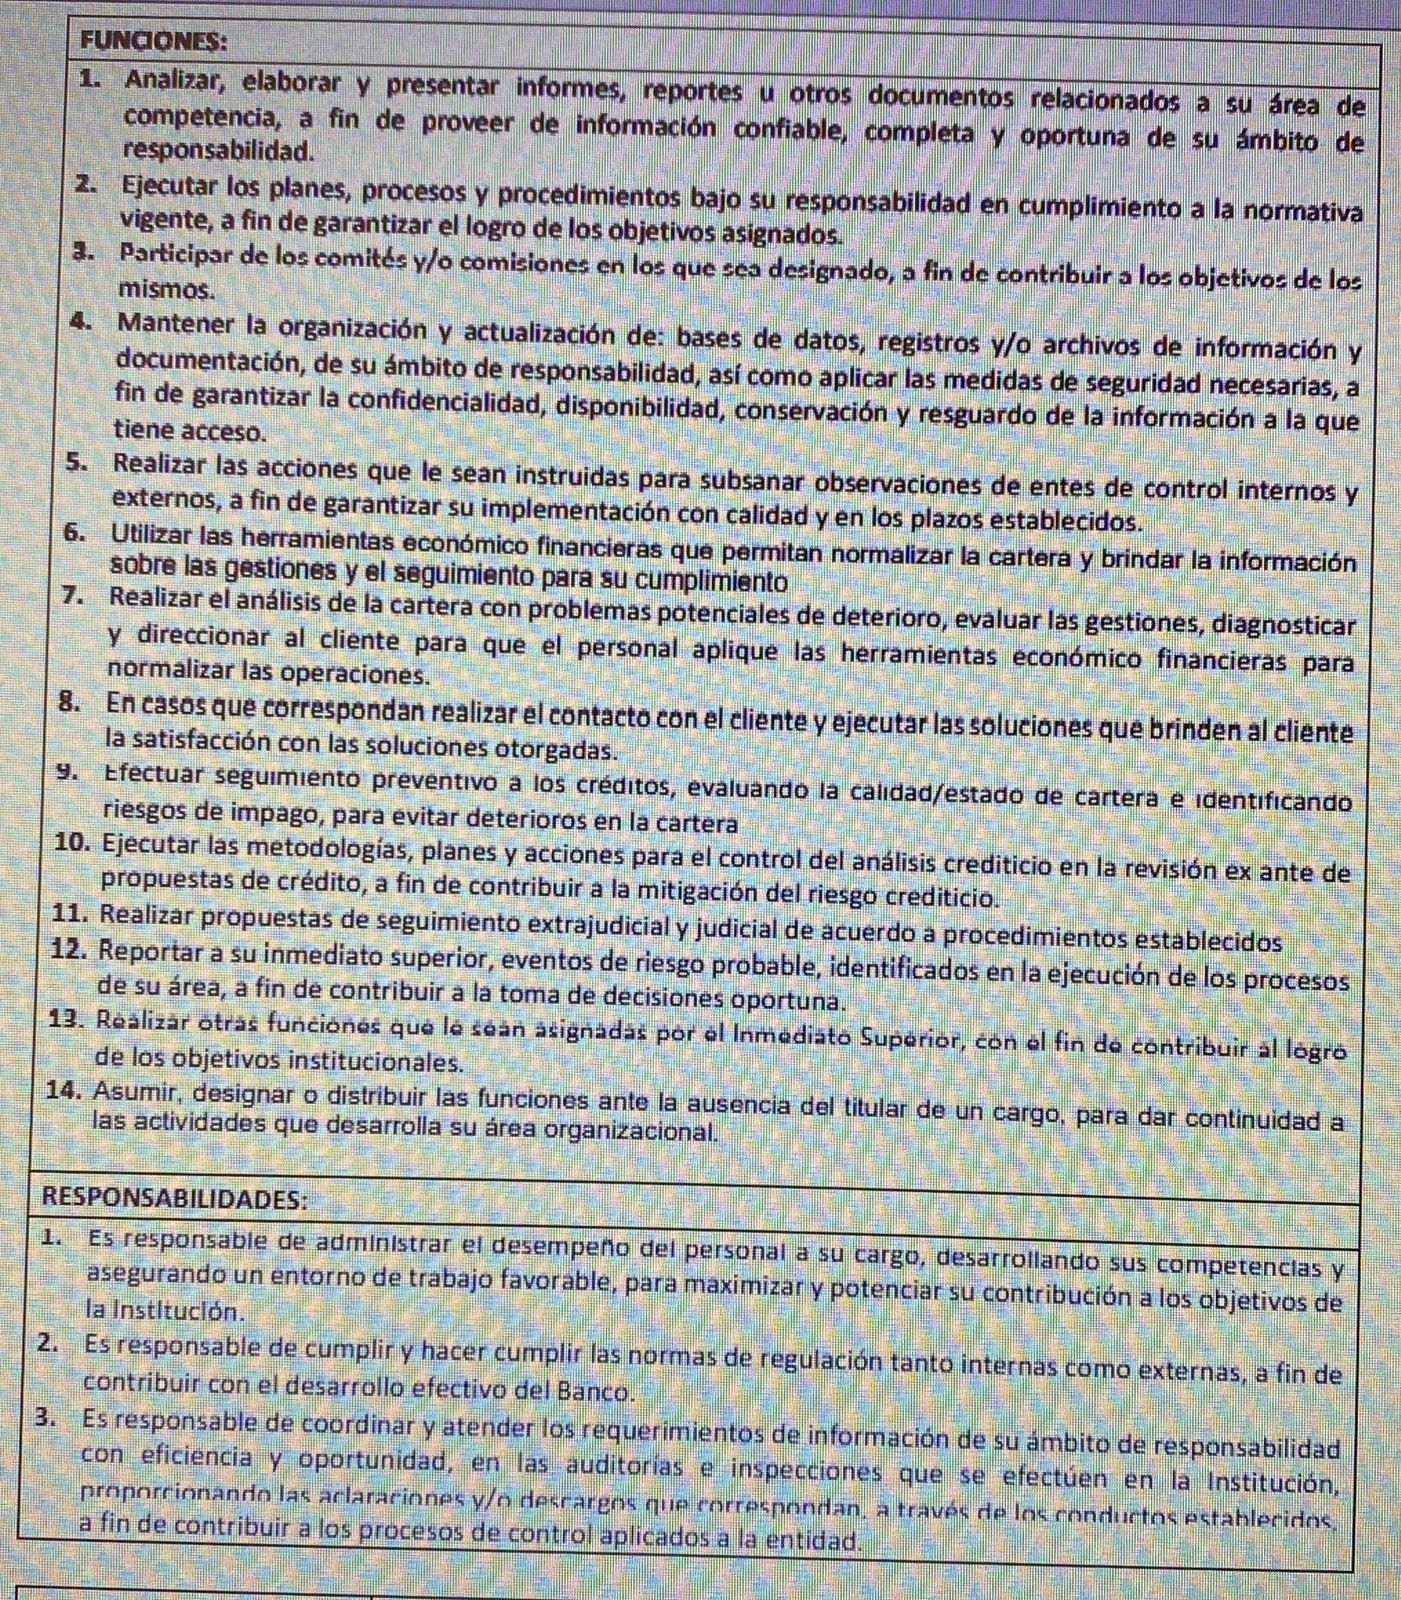 FUNCIONES:
1. Analizar, elaborar y presentar informes, reportes u otros documentos relacionados a su área de
competencia, a fin de proveer de información confiable, completa y oportuna de su ámbito de
responsabilidad.
2. Ejecutar los planes, procesos y procedimientos bajo su responsabilidad en cumplimiento a la normativa
vigente, a fin de garantizar el logro de los objetivos asignados.
3. Participar de los comités y/o comisiones en los que sea designado, a fin de contribuir a los objetivos de los
mismos.
4. Mantener la organización y actualización de: bases de datos, registros y/o archivos de información y
documentación, de su ámbito de responsabilidad, así como aplicar las medidas de seguridad necesarias, a
fin de garantizar la confidencialidad, disponibilidad, conservación y resguardo de la información a la que
tiene acceso.
5. Realizar las acciones que le sean instruidas para subsanar observaciones de entes de control internos y
externos, a fin de garantizar su implementación con calidad y en los plazos establecidos.
6. Utilizar las herramientas económico financieras que permitan normalizar la cartera y brindar la información
sobre las gestiones y el seguimiento para su cumplimiento
7. Realizar el análisis de la cartera con problemas potenciales de deterioro, evaluar las gestiones, diagnosticar
y direccionar al cliente para que el personal aplique las herramientas económico financieras para
normalizar las operaciones.
8. En casos que correspondan realizar el contacto con el cliente y ejecutar las soluciones que brinden al cliente
la satisfacción con las soluciones otorgadas.
9. Efectuar seguimiento preventivo a los créditos, evaluando la calidad/estado de cartera e identificando
riesgos de impago, para evitar deterioros en la cartera
10. Ejecutar las metodologías, planes y acciones para el control del análisis crediticio en la revisión ex ante de
propuestas de crédito, a fin de contribuir a la mitigación del riesgo crediticio.
11. Realizar propuestas de seguimiento extrajudicial y judicial de acuerdo a procedimientos establecidos
12. Reportar a su inmediato superior, eventos de riesgo probable, identificados en la ejecución de los procesos
de su área, a fin de contribuir a la toma de decisiones oportuna.
13. Realizar otras funciones que le sean asignadas por el Inmediato Superior, con el fin de contribuir al logro
de los objetivos institucionales.
14. Asumir, designar o distribuir las funciones ante la ausencia del titular de un cargo, para dar continuidad a
las actividades que desarrolla su área organizacional.
RESPONSABILIDADES:
1. Es responsable de administrar el desempeño del personal a su cargo, desarrollando sus competencias y
asegurando un entorno de trabajo favorable, para maximizar y potenciar su contribución a los objetivos de
la Institución.
2. Es responsable de cumplir y hacer cumplir las normas de regulación tanto internas como externas, a fin de
contribuir con el desarrollo efectivo del Banco.
3. Es responsable de coordinar y atender los requerimientos de información de su ámbito de responsabilidad
con eficiencia y oportunidad, en las auditorías e inspecciones que se efectúen en la Institución,
proporcionando las aclaraciones y/o descargos que correspondan, a través de los conductos establecidos,
a fin de contribuir a los procesos de control aplicados a la entidad.